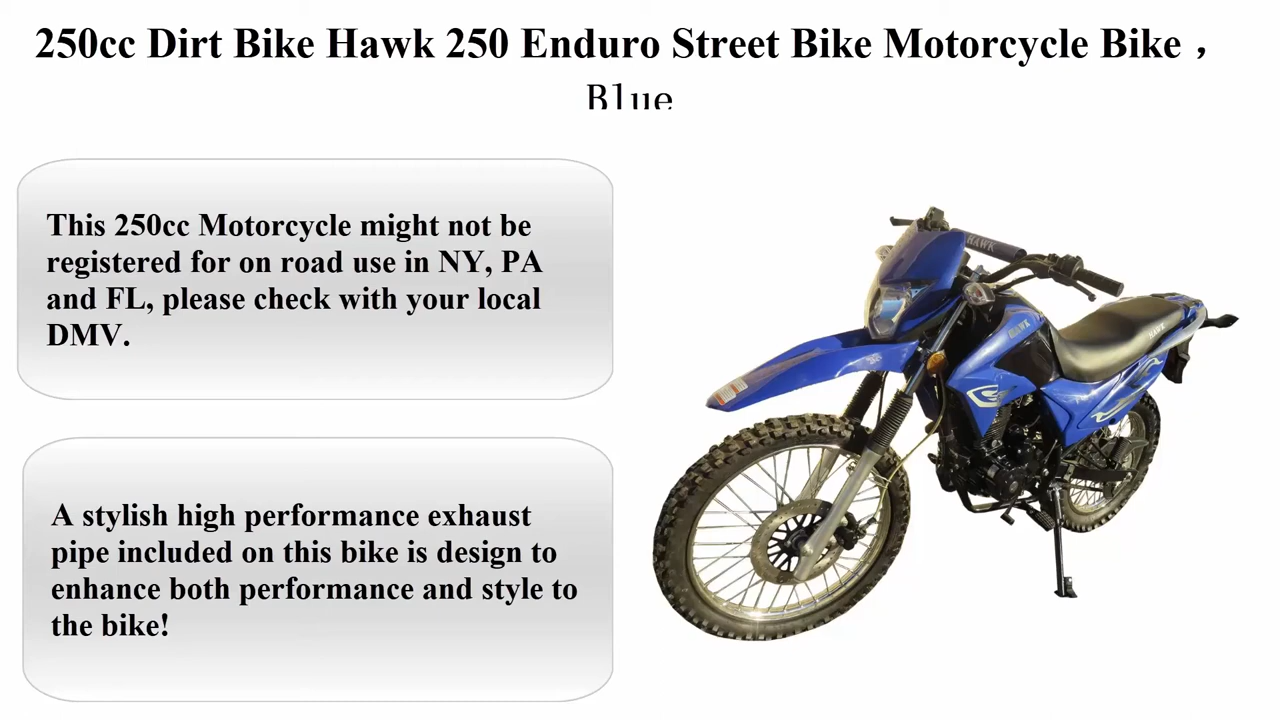 250cc Dirt Bike Hawk 250 Enduro Street Bike Motorcycle Bike ，
Blue
This 250cc Motorcycle might not be
registered for on road use in NY, PA
and FL, please check with your local
DMV.
A stylish high performance exhaust
pipe included on this bike is design to
enhance both performance and style to
the bike!
HAWK
HAWK
HAWK